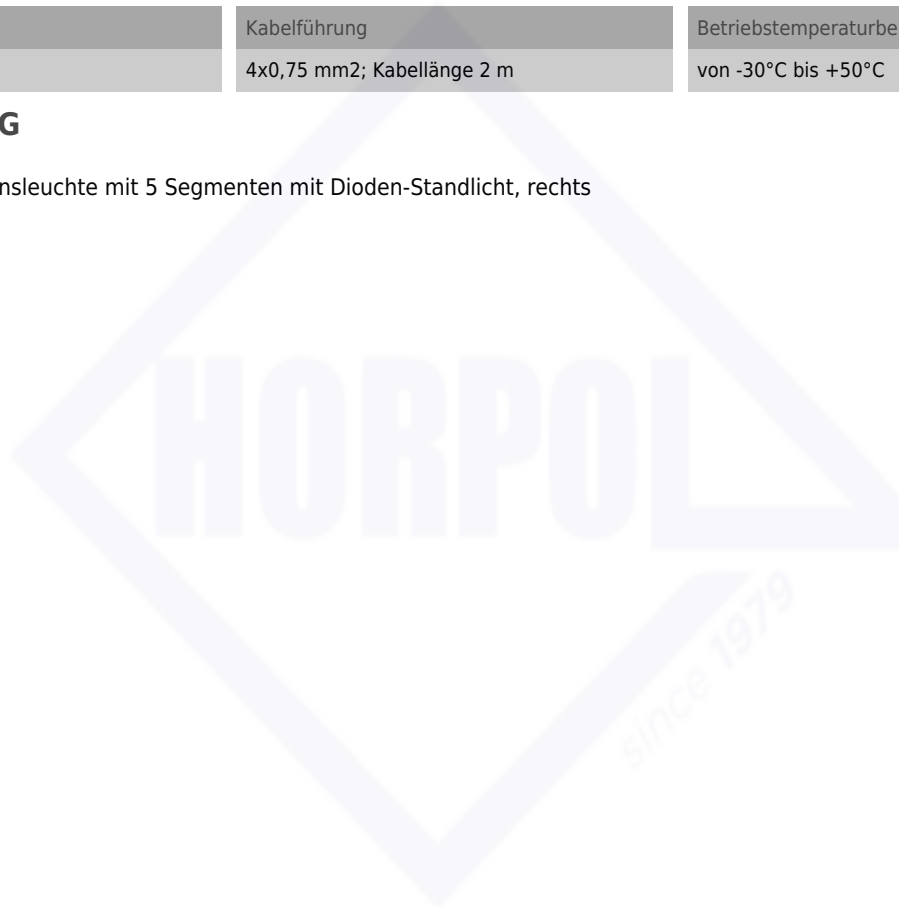 Kabelführung
Betriebstemperaturbe
4x0,75 mm2; Kabellänge 2 m
von -30°C bis +50°C
G
nsleuchte mit 5 Segmenten mit Dioden-Standlicht, rechts
HORPOL
since 1979